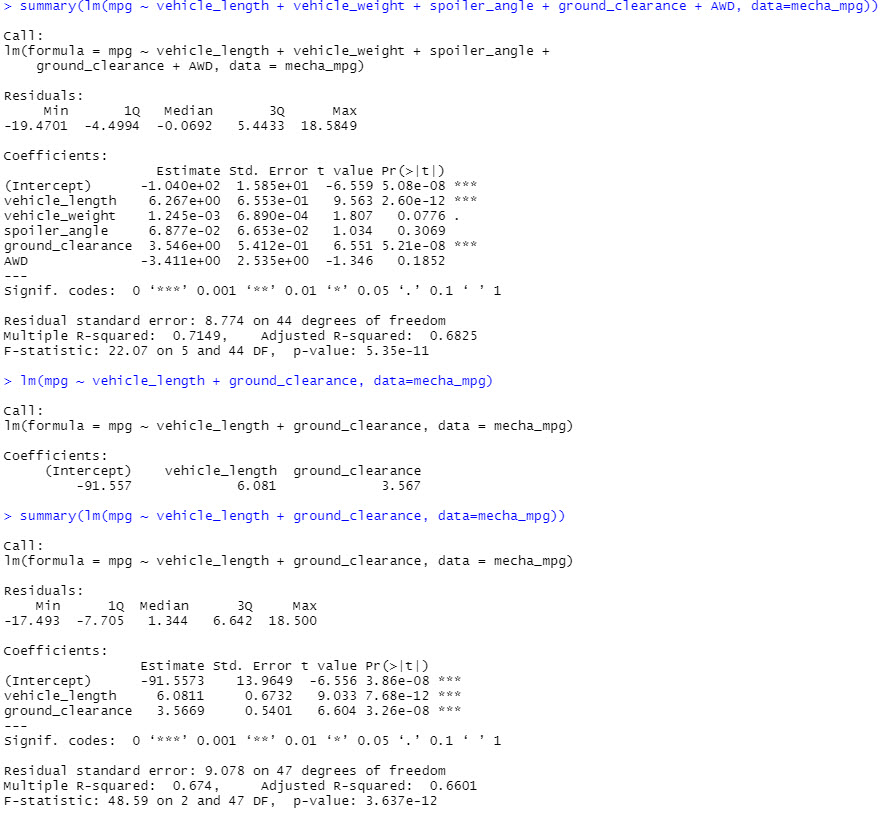 > summary(lm(mpg ~ vehicle_length + vehicle_weight + spoiler_angle + ground_clearance + AWD, data=mecha_mpg))
Call:
lm(formula = mpg ~ vehicle_length + vehicle_weight + spoiler_angle +
    ground_clearance + AWD, data = mecha_mpg)
Residuals:
     Min       1Q   Median       3Q      Max
-19.4701  -4.4994  -0.0692   5.4433  18.5849
Coefficients:
                   Estimate Std. Error t value Pr(>|t|)
(Intercept)      -1.040e+02  1.585e+01  -6.559 5.08e-08 ***
vehicle_length    6.267e+00  6.553e-01   9.563 2.60e-12 ***
vehicle_weight    1.245e-03  6.890e-04   1.807   0.0776 .
spoiler_angle     6.877e-02  6.653e-02   1.034   0.3069
ground_clearance  3.546e+00  5.412e-01   6.551 5.21e-08 ***
AWD              -3.411e+00  2.535e+00  -1.346   0.1852
---
Signif. codes:  0 ‘***’ 0.001 ‘**’ 0.01 ‘*’ 0.05 ‘.’ 0.1 ‘ ’ 1
Residual standard error: 8.774 on 44 degrees of freedom
Multiple R-squared:  0.7149,    Adjusted R-squared:  0.6825
F-statistic: 22.07 on 5 and 44 DF,  p-value: 5.35e-11
> lm(mpg ~ vehicle_length + ground_clearance, data=mecha_mpg)
Call:
lm(formula = mpg ~ vehicle_length + ground_clearance, data = mecha_mpg)
Coefficients:
     (Intercept)    vehicle_length  ground_clearance
         -91.557             6.081             3.567
> summary(lm(mpg ~ vehicle_length + ground_clearance, data=mecha_mpg))
Call:
lm(formula = mpg ~ vehicle_length + ground_clearance, data = mecha_mpg)
Residuals:
    Min      1Q  Median      3Q     Max
-17.493  -7.705   1.344   6.642  18.500
Coefficients:
                 Estimate Std. Error t value Pr(>|t|)
(Intercept)      -91.5573    13.9649  -6.556 3.86e-08 ***
vehicle_length     6.0811     0.6732   9.033 7.68e-12 ***
ground_clearance   3.5669     0.5401   6.604 3.26e-08 ***
---
Signif. codes:  0 ‘***’ 0.001 ‘**’ 0.01 ‘*’ 0.05 ‘.’ 0.1 ‘ ’ 1
Residual standard error: 9.078 on 47 degrees of freedom
Multiple R-squared:  0.674,     Adjusted R-squared:  0.6601
F-statistic: 48.59 on 2 and 47 DF,  p-value: 3.637e-12